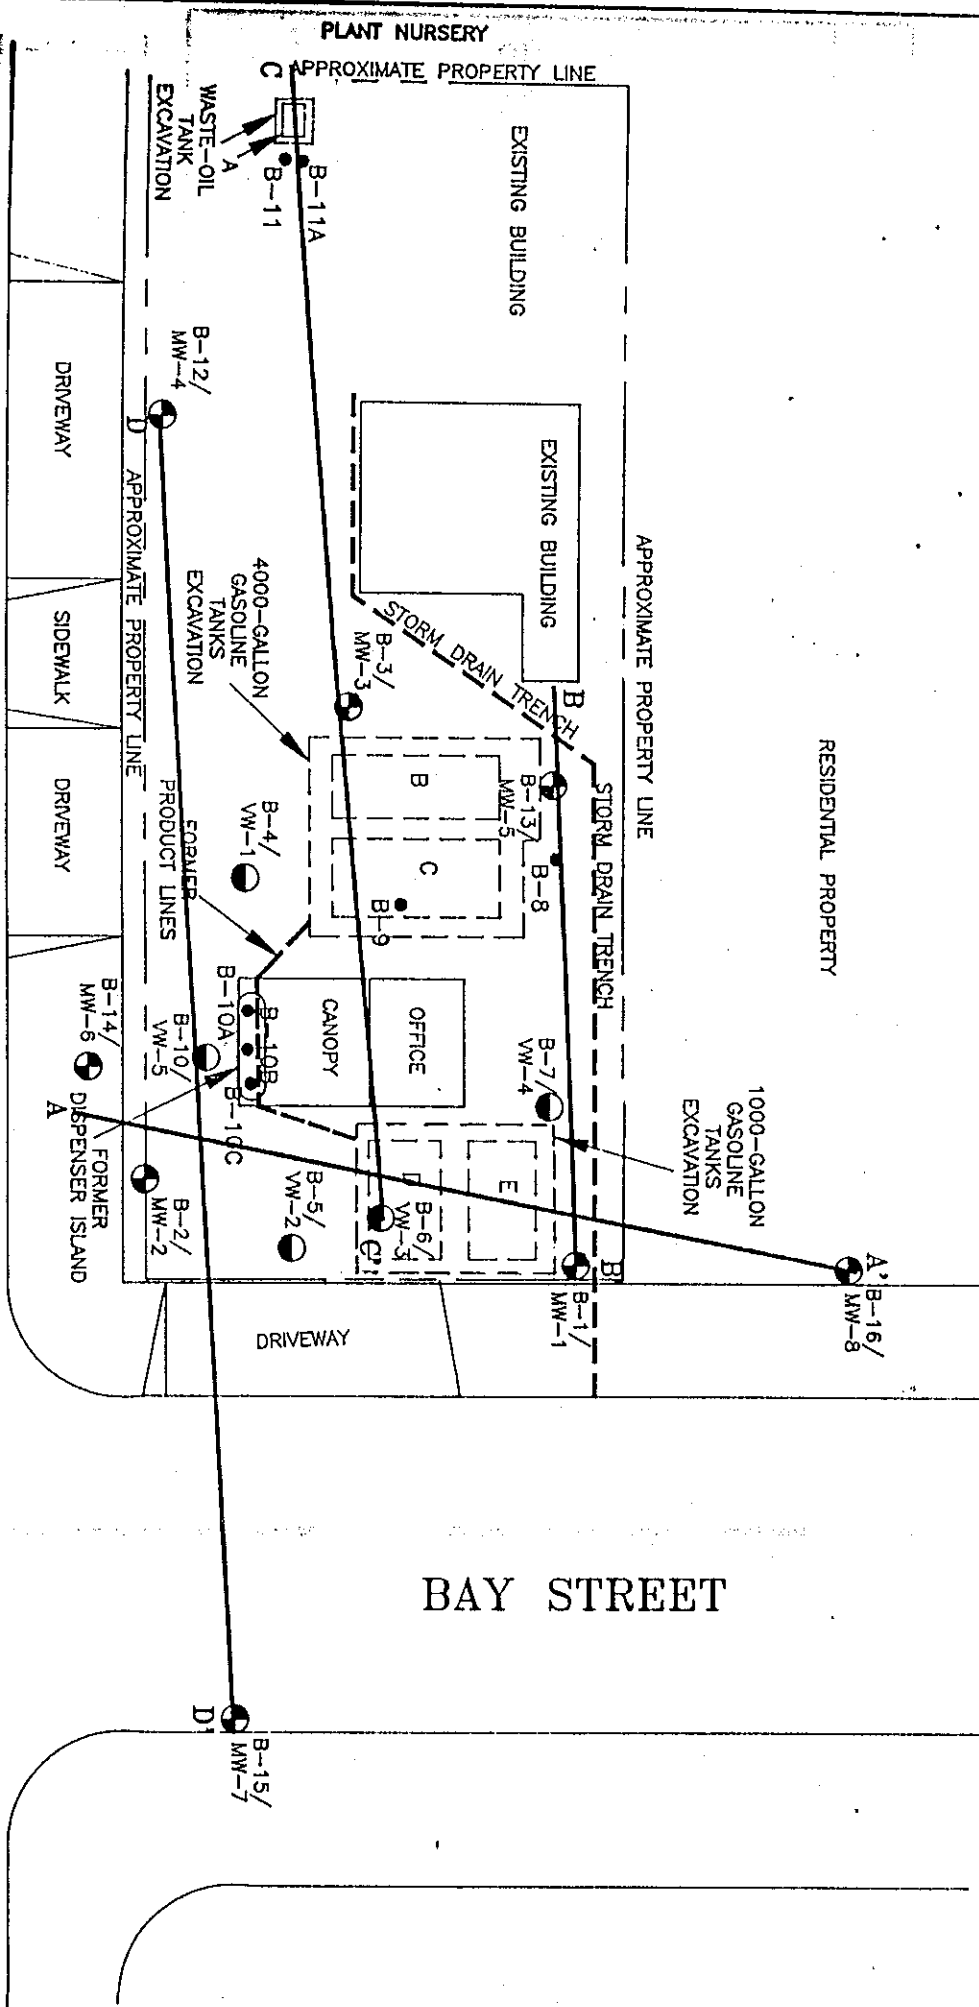 PLANT NURSERY
APPROXIMATE PROPERTY LINE
C
WASTE-OIL
TANK
EXCAVATION
A
B-11
B-11A
EXISTING BUILDING
EXISTING BUILDING
APPROXIMATE PROPERTY LINE
RESIDENTIAL PROPERTY
DRIVEWAY
SIDEWALK
DRIVEWAY
B-12/
MW-4
D
APPROXIMATE PROPERTY LINE
4000-GALLON
GASOLINE
TANKS
EXCAVATION
B-3/
MW-3
STORM DRAIN TRENCH
B
B-13/
MW-5
B-8
STORM DRAIN TRENCH
B
C
B-9
B-4/
VW-1
FORMER
PRODUCT LINES
B-10A
B-10B
B-10C
CANOPY
OFFICE
B-7/
VW-4
1000-GALLON
GASOLINE
TANKS
EXCAVATION
B-14/
MW-6
B-10/
VW-5
A
FORMER
DISPENSER ISLAND
B-2/
MW-2
B-5/
VW-2
D
E
B-6/
VW-3
C'
B'
B-1/
MW-1
A'
B-16/
MW-8
DRIVEWAY
BAY STREET
D'
B-15/
MW-7